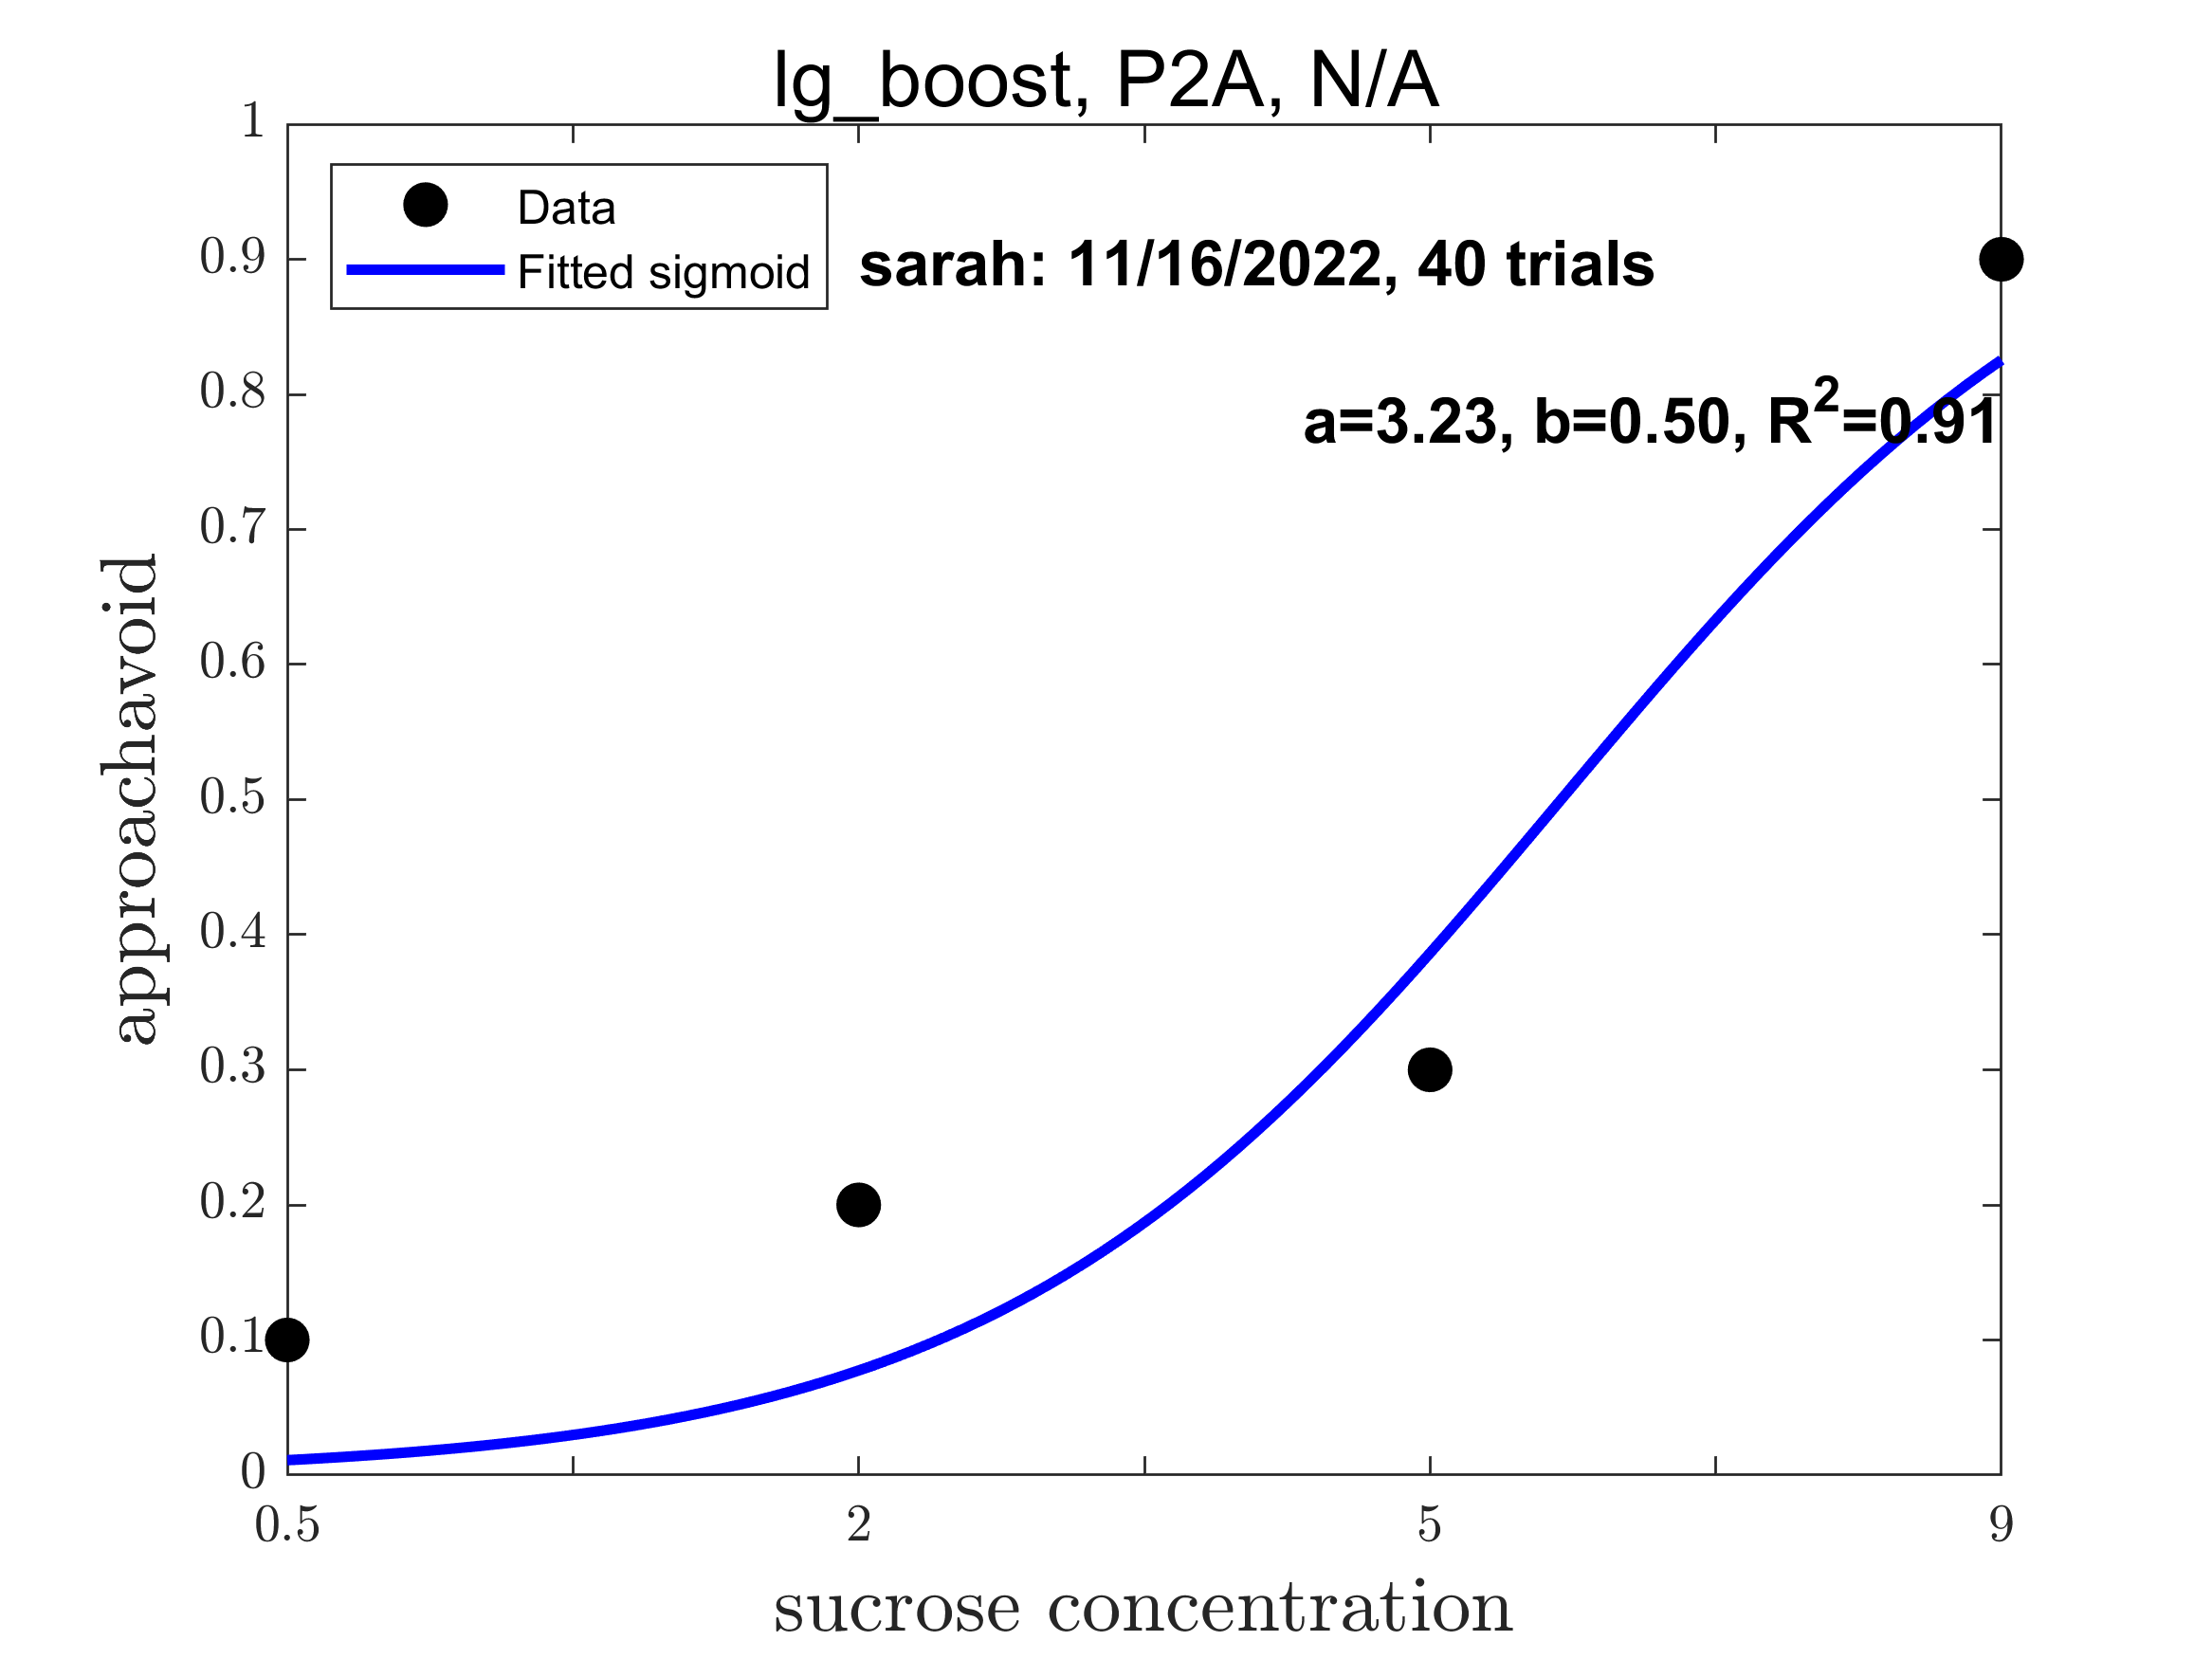 lg_boost, P2A, N/A
1
Data
Fitted sigmoid
sarah: 11/16/2022, 40 trials
0.9
0.8
a=3.23, b=0.50, R²=0.91
0.7
0.6
0.5
0.4
0.3
0.2
0.1
0
approachavoid
0.5 2 5 9
sucrose concentration